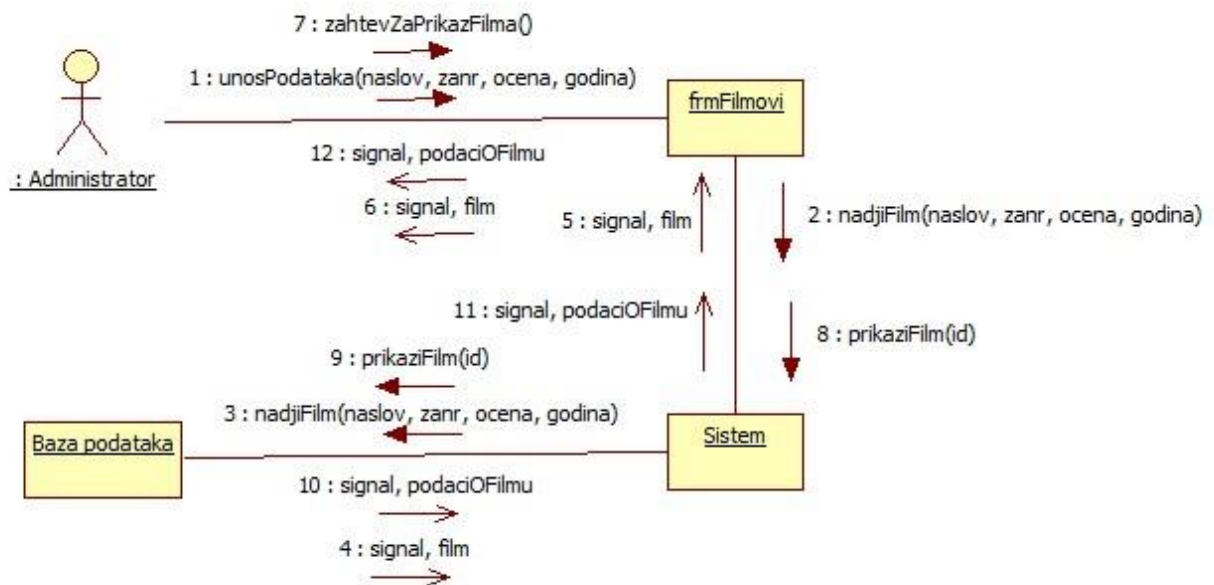 7 : zahtevZaPrikazFilma()
1 : unosPodataka(naslov, zanr, ocena, godina)
frmFilmovi
12 : signal, podaciOFilmu
: Administrator
6 : signal, film
5 : signal, film
2 : nadjiFilm(naslov, zanr, ocena, godina)
11 : signal, podaciOFilmu
8 : prikaziFilm(id)
9 : prikaziFilm(id)
3 : nadjiFilm(naslov, zanr, ocena, godina)
Baza podataka
Sistem
10 : signal, podaciOFilmu
4 : signal, film